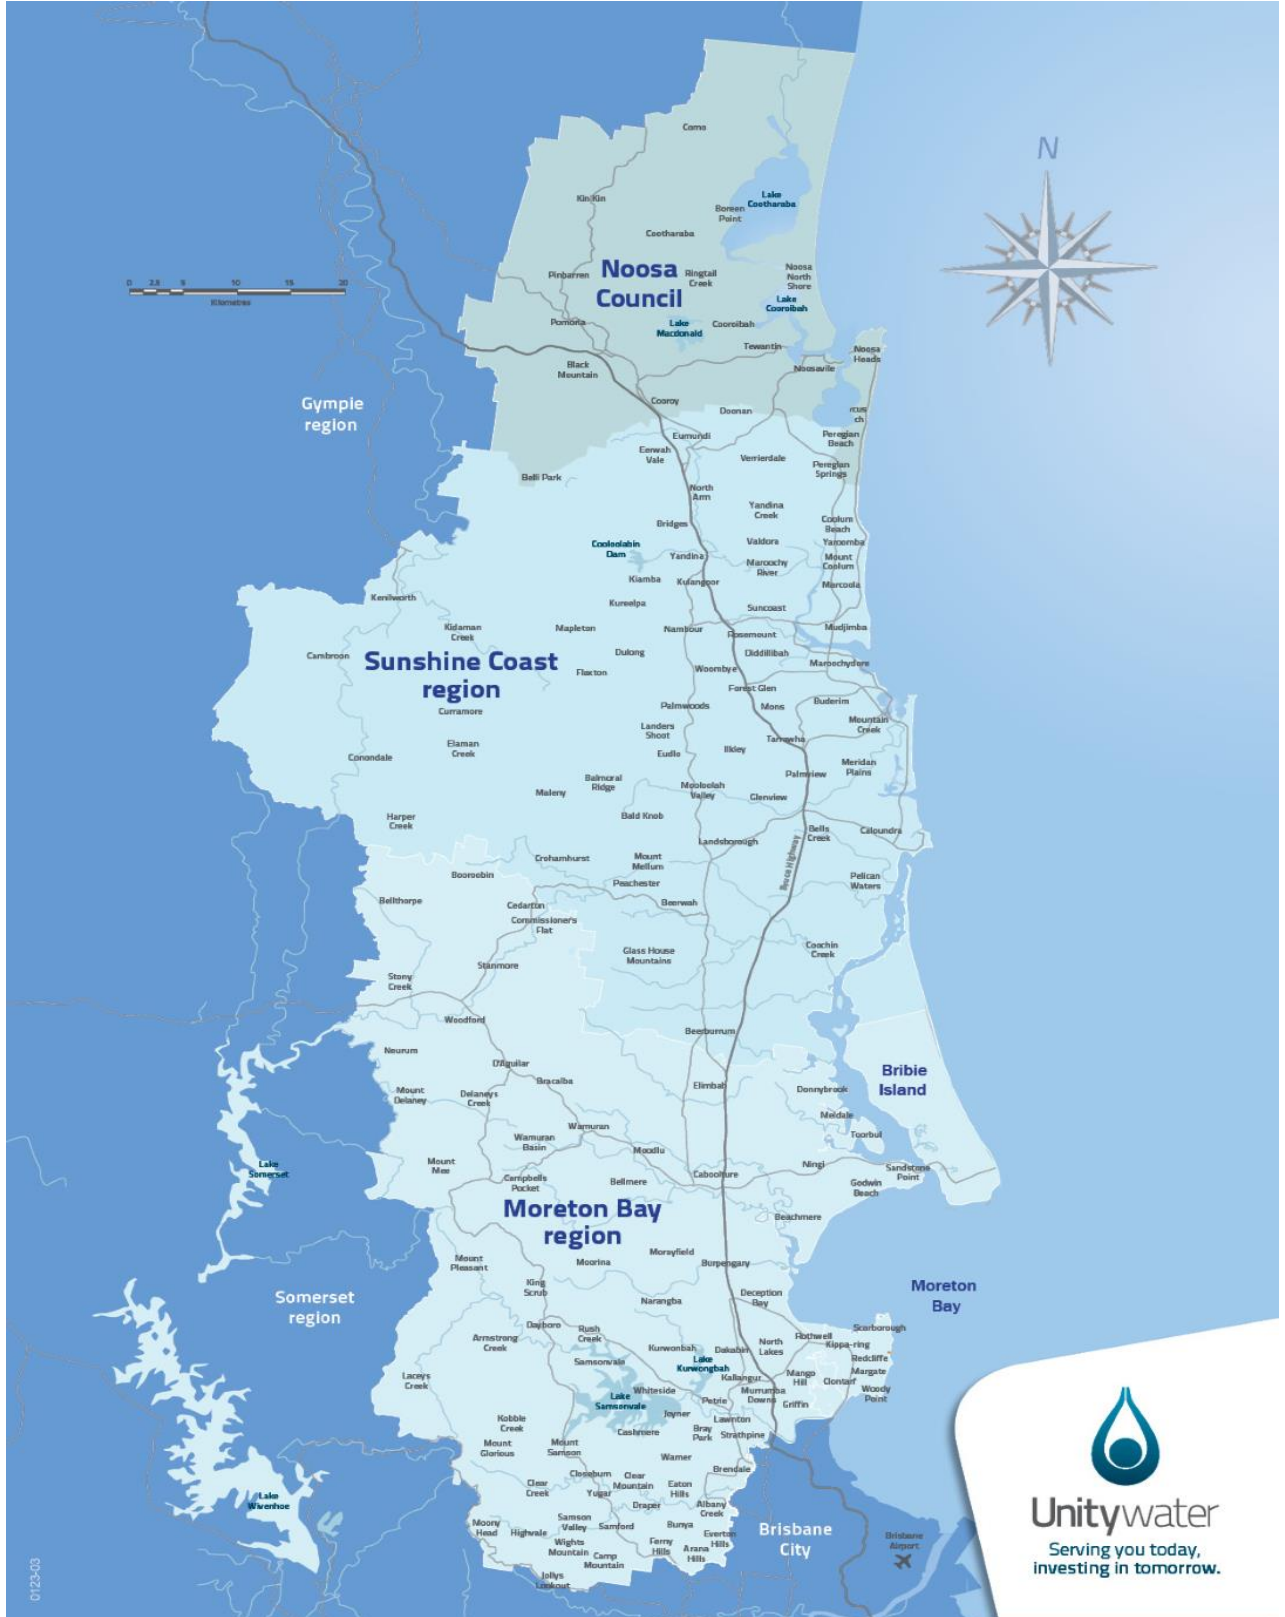 Como
N
Lake
Cootharaba
Kin Kin
Boreen
Point
Cootharaba
Noosa
Council
Pinbarren
Ringtail
Creek
Noosa
North
Shore
0 2.5 5 10 15 20
Kilometres
Lake
Cooroibah
Pomona
Lake
Macdonald
Cooroibah
Tewantin
Noosa
Heads
Black
Mountain
Noosaville
Gympie
region
Cooroy
Doonan
rcus
ch
Eumundi
Peregian
Beach
Eerwah
Vale
Verrierdale
Peregian
Springs
Belli Park
North
Arm
Yandina
Creek
Bridges
Coolum
Beach
Cooloolabin
Dam
Valdora
Yaroomba
Yandina
Maroochy
River
Mount
Coolum
Kiamba
Kulangoor
Marcoola
Kenilworth
Kureelpa
Suncoast
Kidaman
Creek
Mapleton
Nambour
Rosemount
Mudjimba
Cambroon
Dulong
Diddillibah
Maroochydore
Sunshine Coast
region
Flaxton
Woombye
Forest Glen
Curramore
Palmwoods
Mons
Buderim
Landers
Shoot
Mountain
Creek
Elaman
Creek
Eudlo
Ilkley
Tanawha
Conondale
Meridan
Plains
Palmview
Balmoral
Ridge
Maleny
Mooloolah
Valley
Glenview
Harper
Creek
Bald Knob
Bells
Creek
Caloundra
Landsborough
Bruce Highway
Crohamhurst
Mount
Mellum
Booroobin
Peachester
Pelican
Waters
Bellthorpe
Cedarton
Beerwah
Commissioner's
Flat
Glass House
Mountains
Coochin
Creek
Stanmore
Stony
Creek
Woodford
Beerburrum
Neurum
D'Aguilar
Bracalba
Elimbah
Bribie
Island
Mount
Delaney
Delaneys
Creek
Donnybrook
Meldale
Toorbul
Wamuran
Wamuran
Basin
Moodlu
Lake
Somerset
Mount
Mee
Caboolture
Ningi
Sandstone
Point
Campbells
Pocket
Bellmere
Godwin
Beach
Moreton Bay
region
Beachmere
Mount
Pleasant
Moorina
Morayfield
Burpengary
King
Scrub
Moreton
Bay
Somerset
region
Narangba
Deception
Bay
Dayboro
Rush
Creek
Scarborough
Armstrong
Creek
Rothwell
Kippa-ring
North
Lakes
Kurwonbah
Dakabin
Redcliffe
Samsonvale
Lake
Kurwongbah
Laceys
Creek
Kallangur
Mango
Hill
Clontarf
Margate
Woody
Point
Whiteside
Lake
Samsonvale
Murrumba
Downs
Petrie
Griffin
Joyner
Lawnton
Kobble
Creek
Cashmere
Bray
Park
Strathpine
Mount
Glorious
Mount
Samson
Warner
Brendale
Closeburn
Clear
Creek
Yugar
Clear
Mountain
Eaton
Hills
Lake
Wivenhoe
Draper
Albany
Creek
Moony
Head
Highvale
Samson
Valley
Samford
Bunya
Everton
Hills
Brisbane
City
Wights
Mountain
Ferny
Hills
Arana
Hills
Camp
Mountain
Jollys
Lookout
Brisbane
Airport
Unitywater
Serving you today,
investing in tomorrow.
0123-03